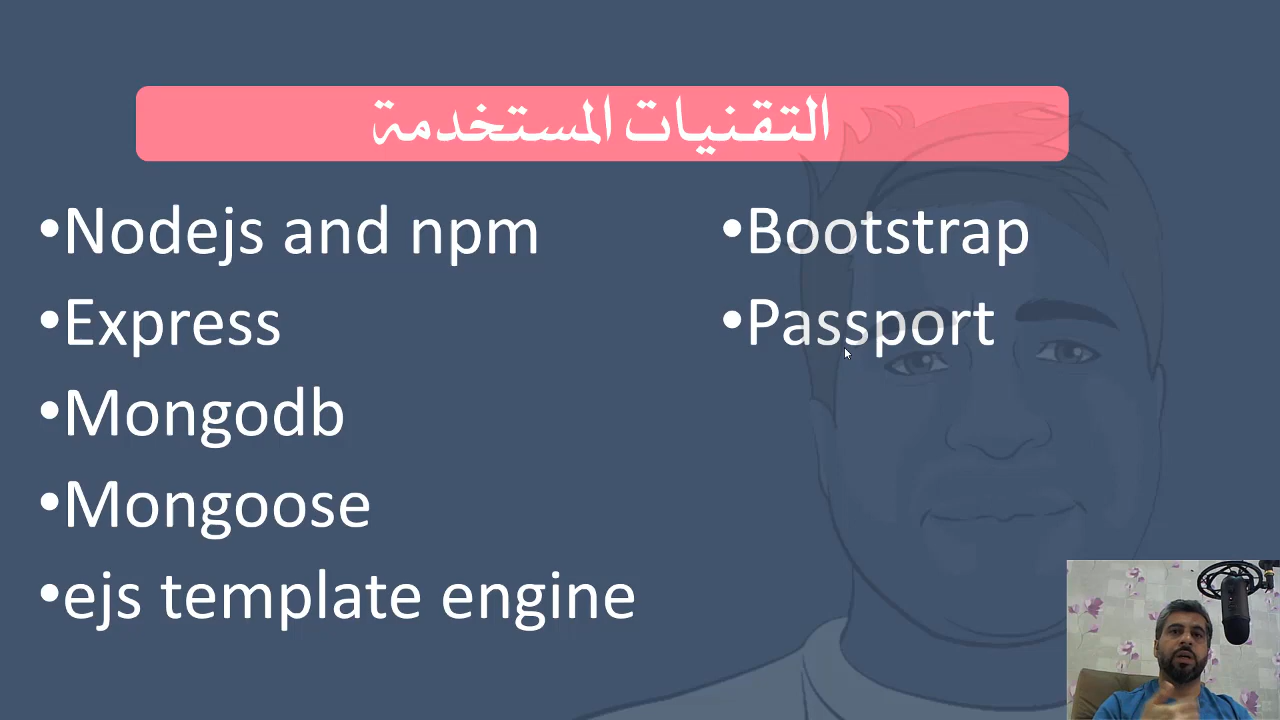 التقنيات المستخدمة
•Nodejs and npm
•Express
•Mongodb
•Mongoose
•ejs template engine
•Bootstrap
•Passport